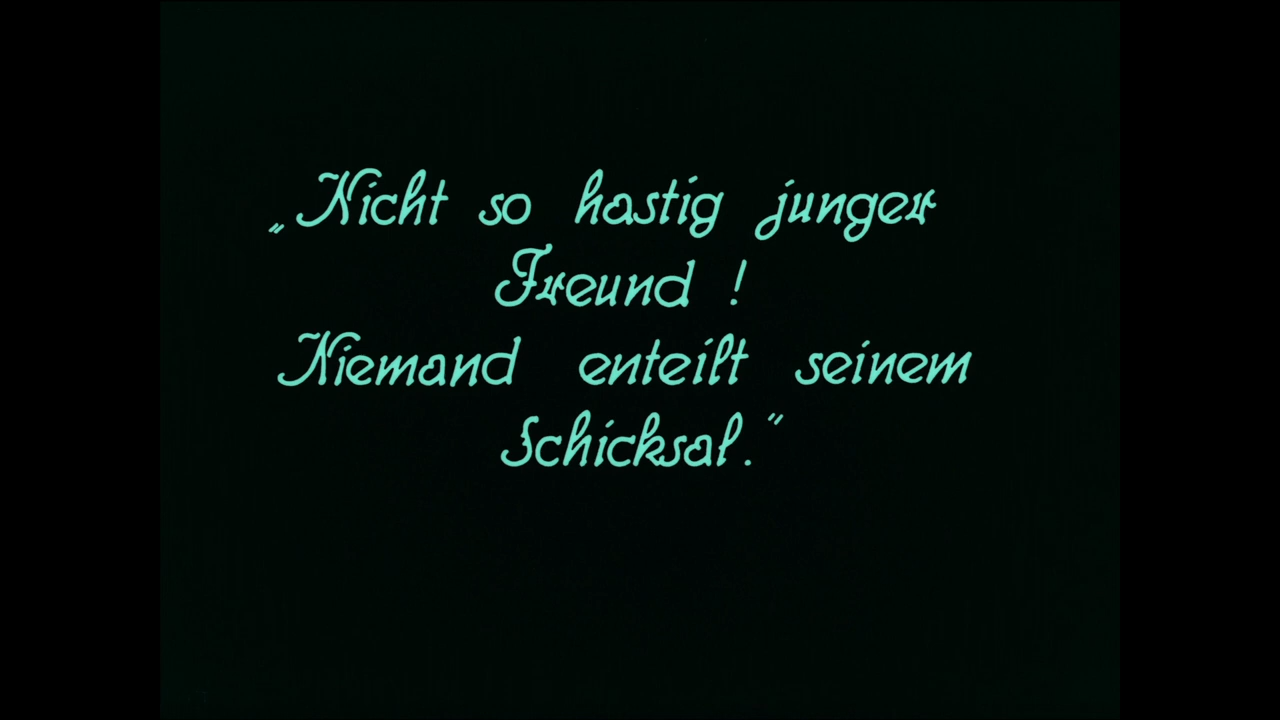 „Nicht so hastig junger
Freund !
Niemand enteilt seinem
Schicksal."